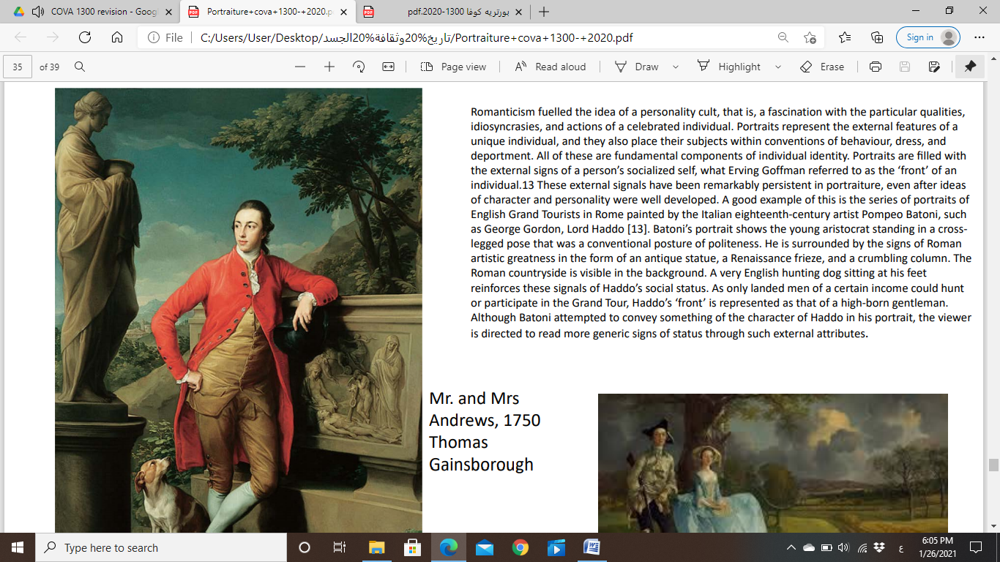 COVA 1300 revision - Goog
Portraiture+cova+1300-+2020.p
بورتريه كوفا 1300-2020.pdf
File
C:/Users/User/Desktop/تاريخ%20وثقافة%20الجسد/Portraiture+cova+1300-+2020.pdf
Sign in
35
of 39
Page view
Read aloud
Draw
Highlight
Erase
Romanticism fuelled the idea of a personality cult, that is, a fascination with the particular qualities,
idiosyncrasies, and actions of a celebrated individual. Portraits represent the external features of a
unique individual, and they also place their subjects within conventions of behaviour, dress, and
deportment. All of these are fundamental components of individual identity. Portraits are filled with
the external signs of a person’s socialized self, what Erving Goffman referred to as the ‘front’ of an
individual.13 These external signals have been remarkably persistent in portraiture, even after ideas
of character and personality were well developed. A good example of this is the series of portraits of
English Grand Tourists in Rome painted by the Italian eighteenth-century artist Pompeo Batoni, such
as George Gordon, Lord Haddo [13]. Batoni’s portrait shows the young aristocrat standing in a cross-
legged pose that was a conventional posture of politeness. He is surrounded by the signs of Roman
artistic greatness in the form of an antique statue, a Renaissance frieze, and a crumbling column. The
Roman countryside is visible in the background. A very English hunting dog sitting at his feet
reinforces these signals of Haddo’s social status. As only landed men of a certain income could hunt
or participate in the Grand Tour, Haddo’s ‘front’ is represented as that of a high-born gentleman.
Although Batoni attempted to convey something of the character of Haddo in his portrait, the viewer
is directed to read more generic signs of status through such external attributes.
Mr. and Mrs
Andrews, 1750
Thomas
Gainsborough
Type here to search
ع
6:05 PM
1/26/2021